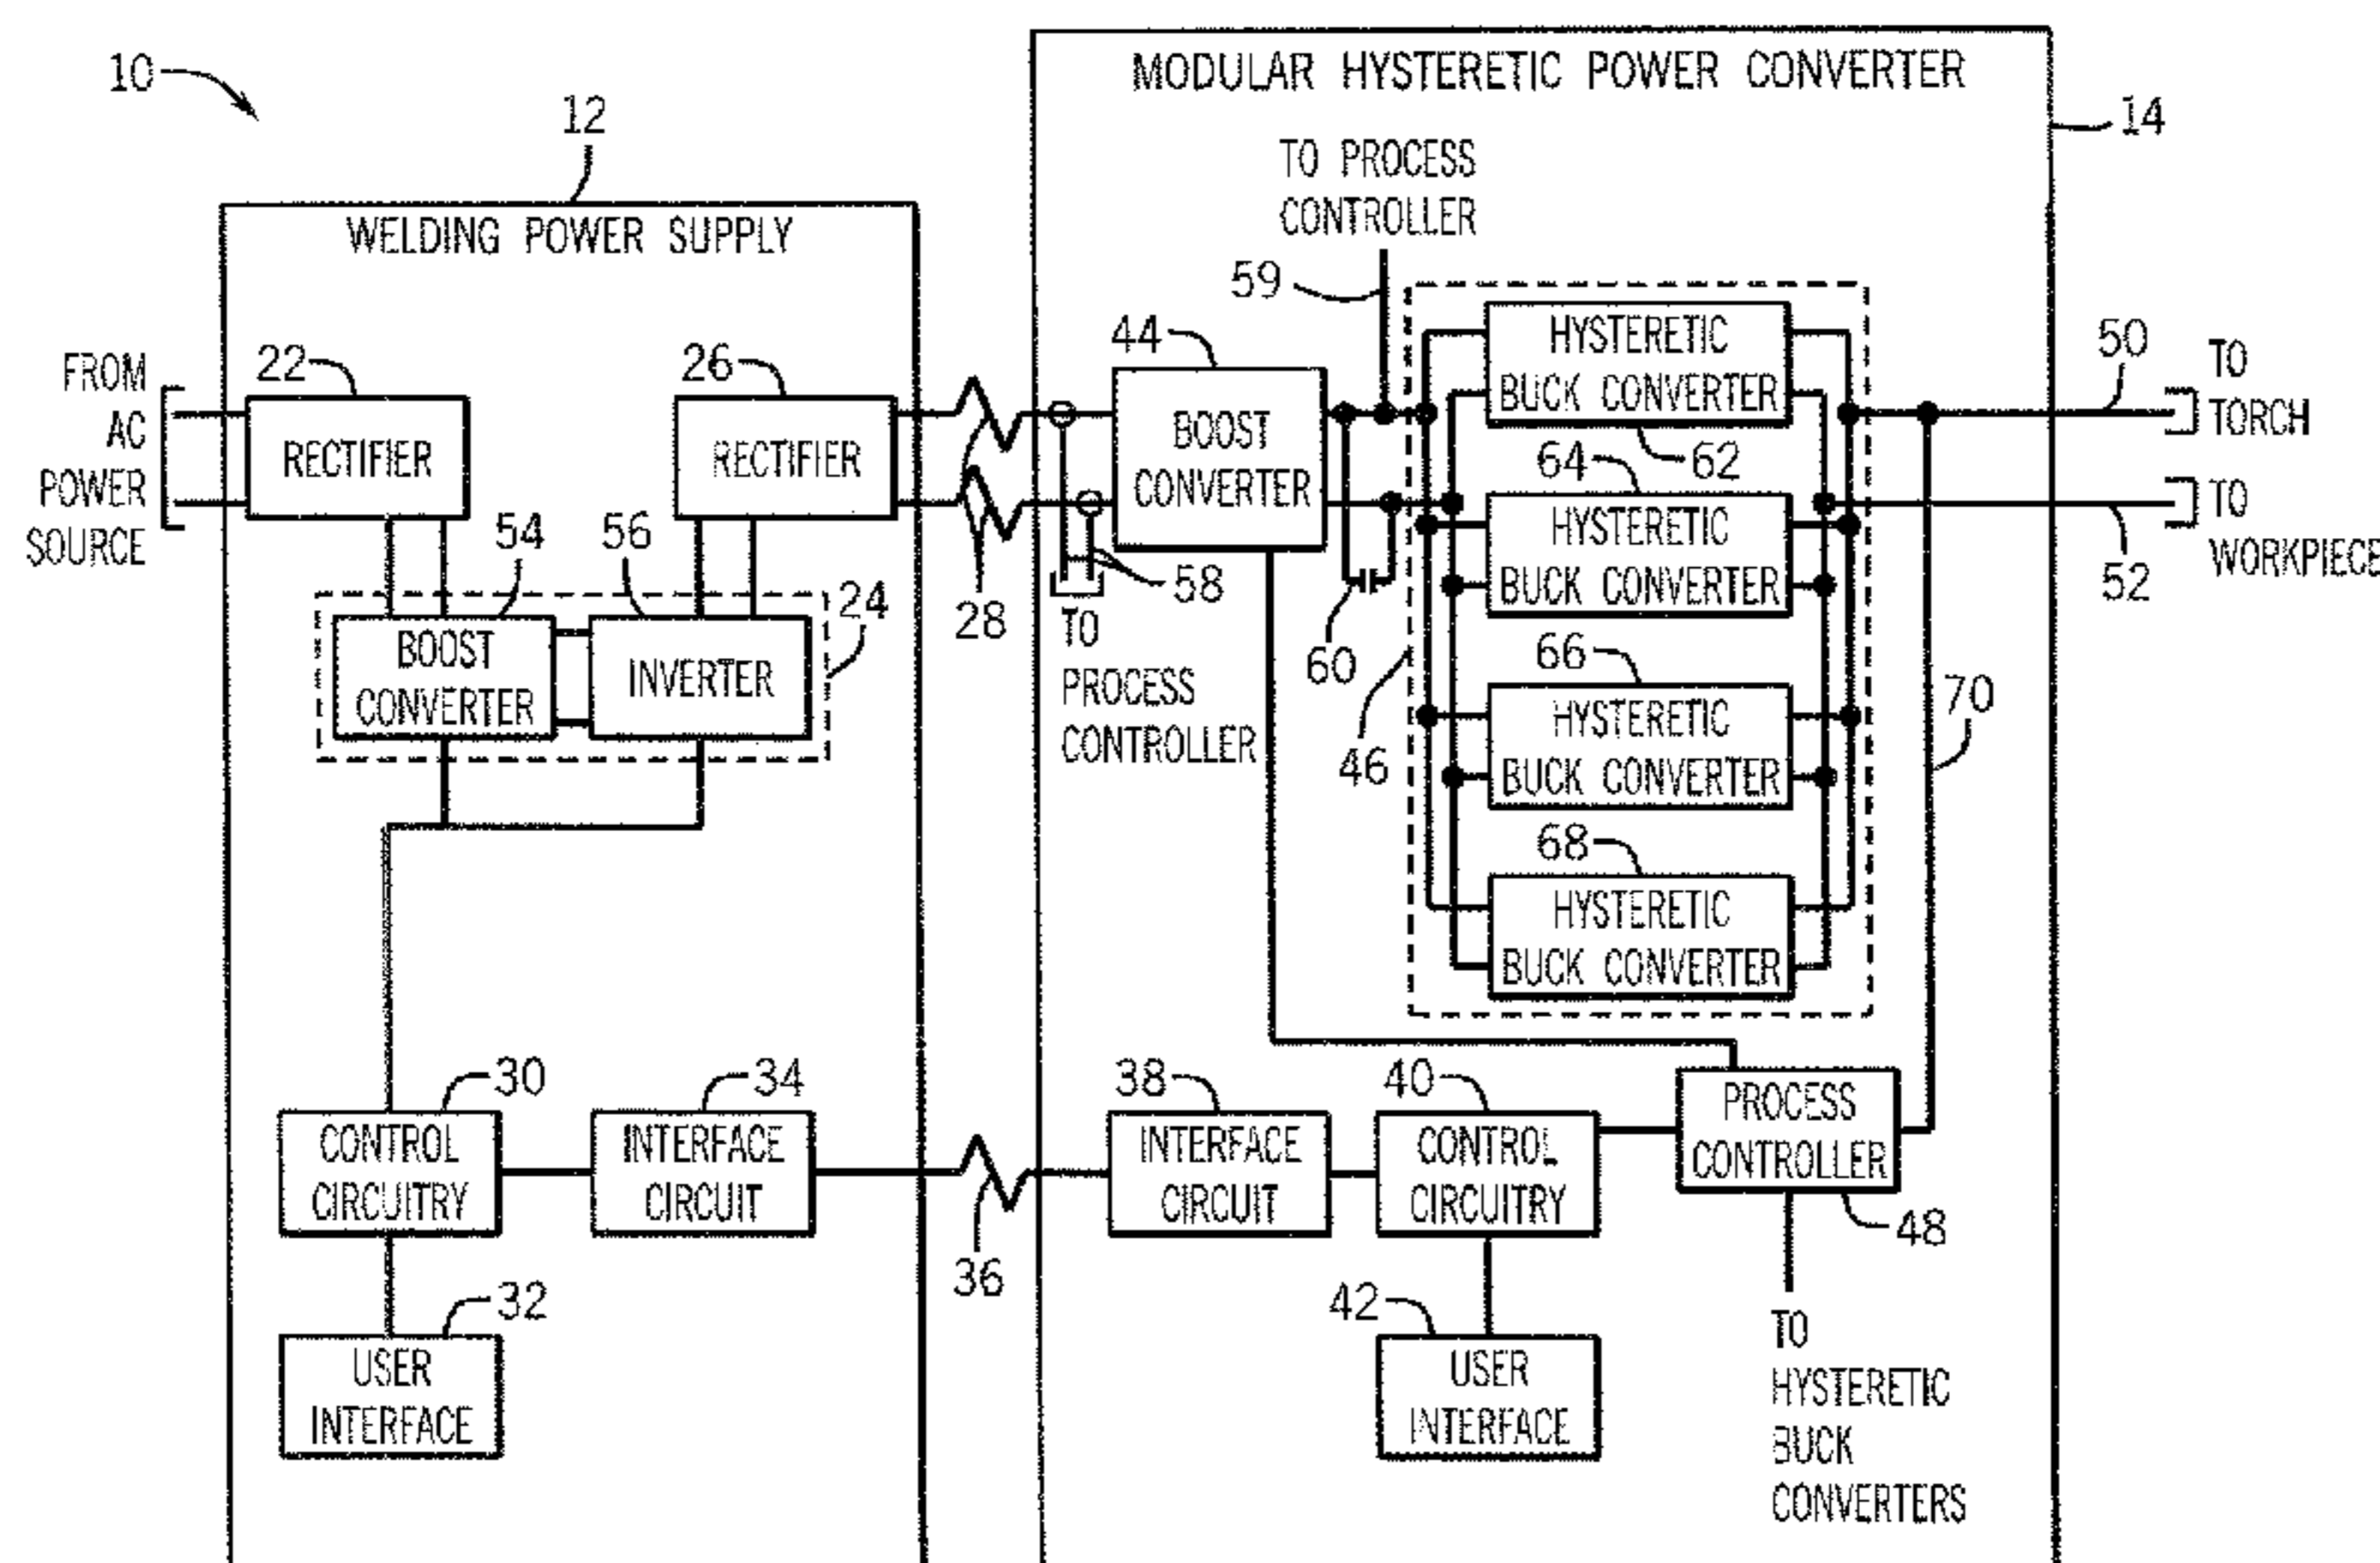 10
12
WELDING POWER SUPPLY
MODULAR HYSTERETIC POWER CONVERTER
14
TO PROCESS
CONTROLLER
59
FROM
AC
POWER
SOURCE
22
RECTIFIER
26
RECTIFIER
54
56
24
BOOST
CONVERTER
INVERTER
28
58
TO
PROCESS
CONTROLLER
44
BOOST
CONVERTER
60
46
HYSTERETIC
BUCK CONVERTER
62
64
HYSTERETIC
BUCK CONVERTER
66
HYSTERETIC
BUCK CONVERTER
68
HYSTERETIC
BUCK CONVERTER
50
TO
TORCH
TO
WORKPIECE
52
70
30
CONTROL
CIRCUITRY
34
INTERFACE
CIRCUIT
36
38
INTERFACE
CIRCUIT
40
CONTROL
CIRCUITRY
PROCESS
CONTROLLER
48
32
USER
INTERFACE
42
USER
INTERFACE
TO
HYSTERETIC
BUCK
CONVERTERS